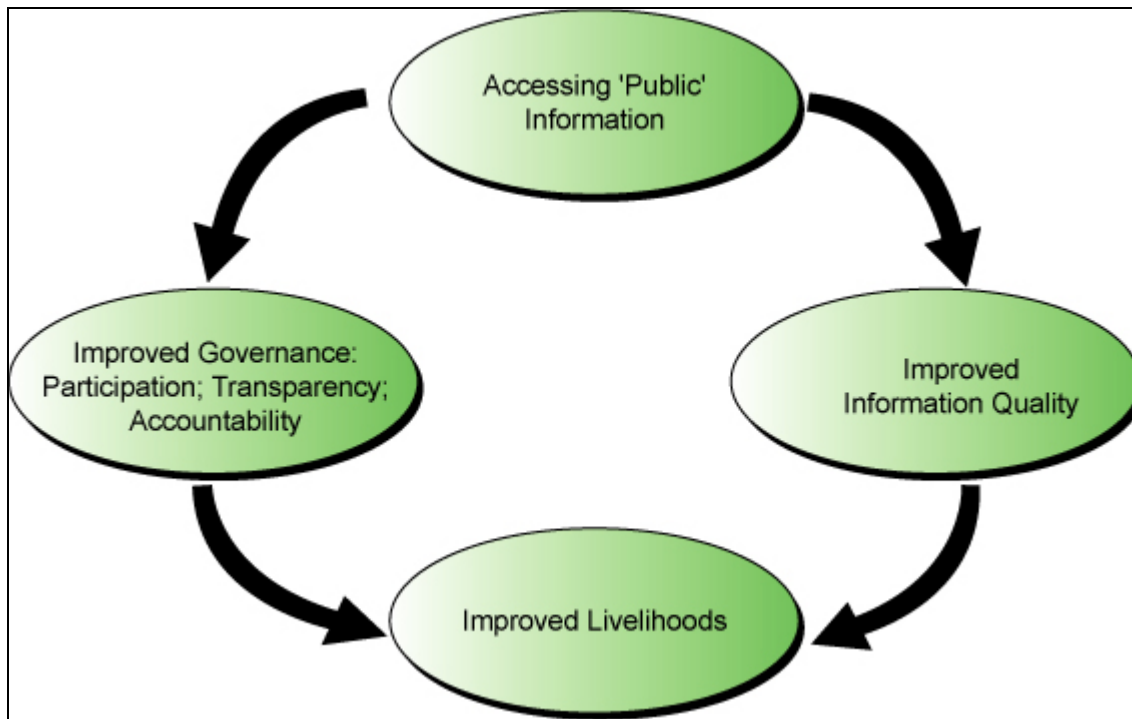 Accessing 'Public'
Information
Improved Governance:
Participation; Transparency;
Accountability
Improved
Information Quality
Improved Livelihoods